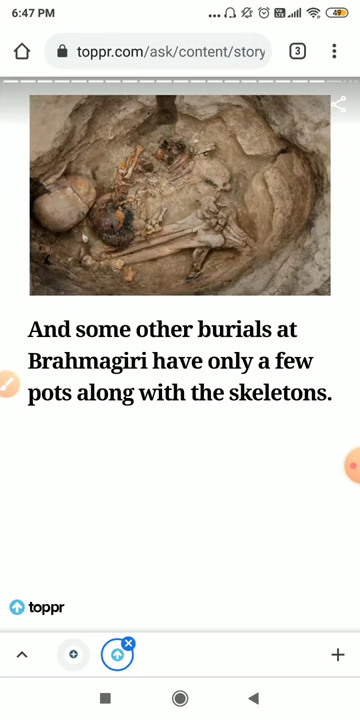 6:47 PM
49
toppr.com/ask/content/story
3
And some other burials at
Brahmagiri have only a few
pots along with the skeletons.
toppr